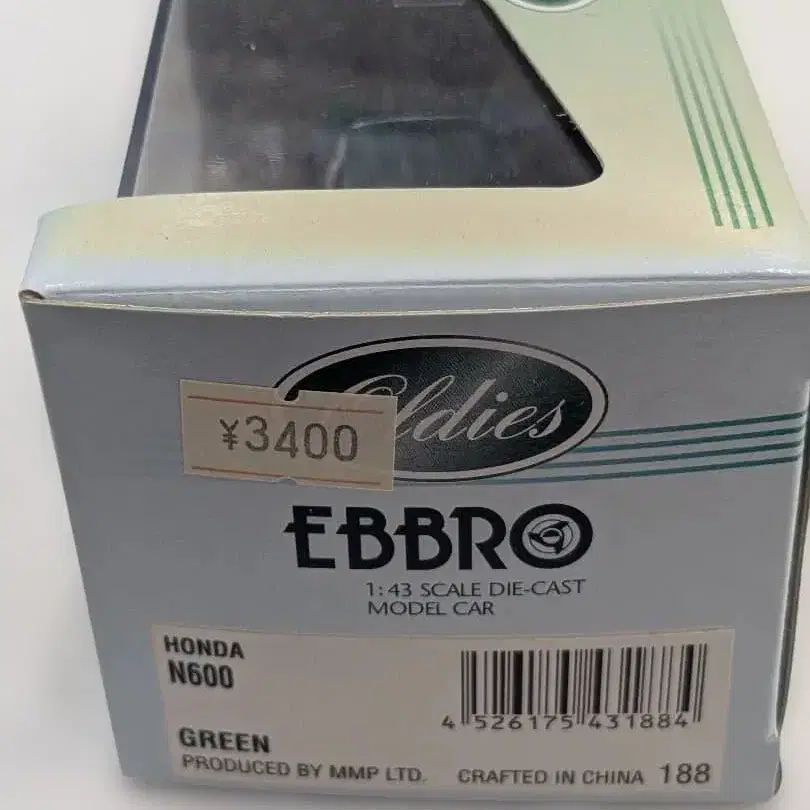 Oldies
¥3400
EBBRO
1:43 SCALE DIE-CAST
MODEL CAR
HONDA
N600
4 526175 431884
GREEN
PRODUCED BY MMP LTD. CRAFTED IN CHINA 188